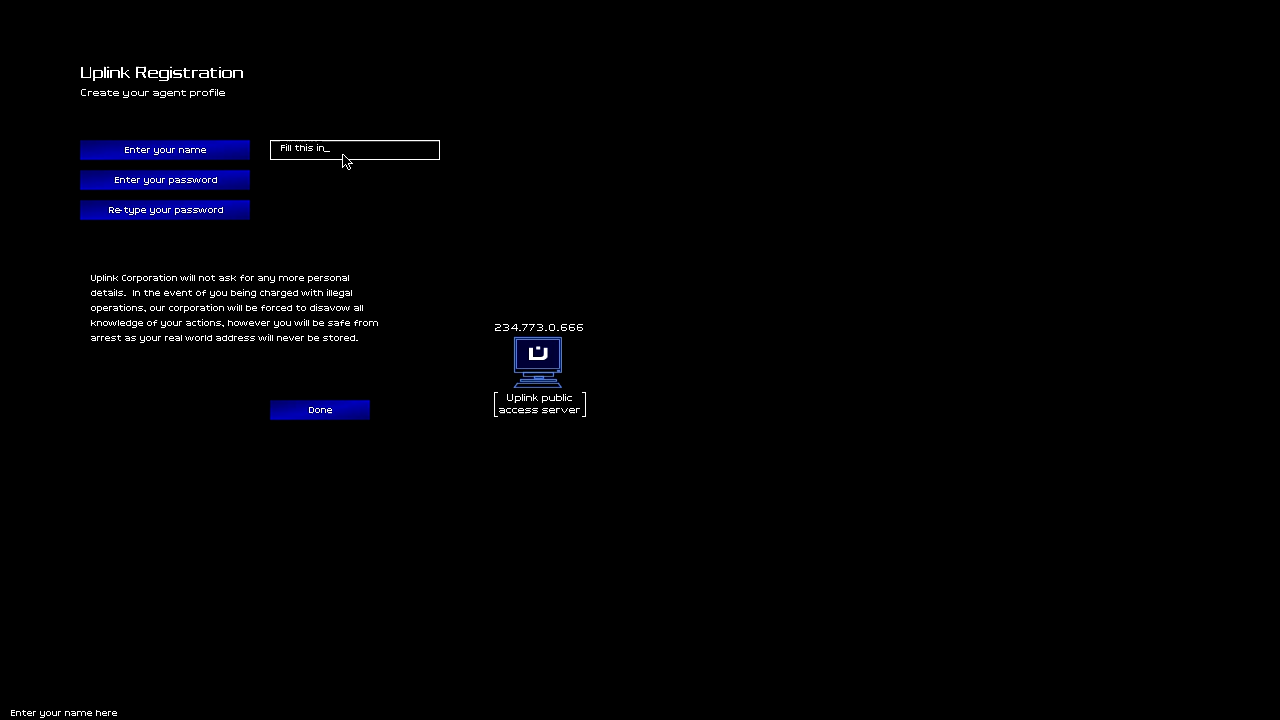 Uplink Registration
Create your agent profile
Enter your name
Fill this in_
Enter your password
Re-type your password
Uplink Corporation will not ask for any more personal
details.  In the event of you being charged with illegal
operations, our corporation will be forced to disavow all
knowledge of your actions, however you will be safe from
arrest as your real world address will never be stored.
234.773.0.666
Uplink public
access server
Done
Enter your name here